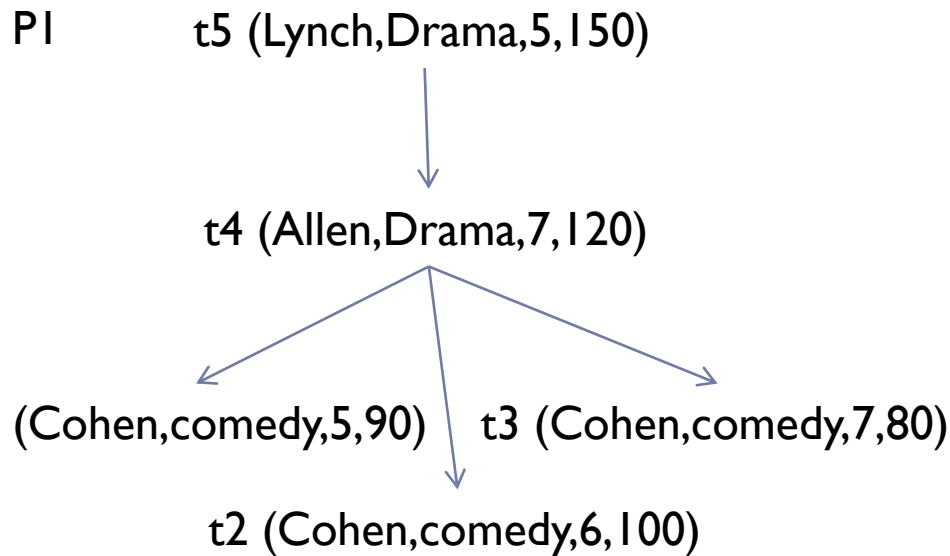 P1 t5 (Lynch,Drama,5,150)
t4 (Allen,Drama,7,120)
(Cohen,comedy,5,90) t3 (Cohen,comedy,7,80)
t2 (Cohen,comedy,6,100)